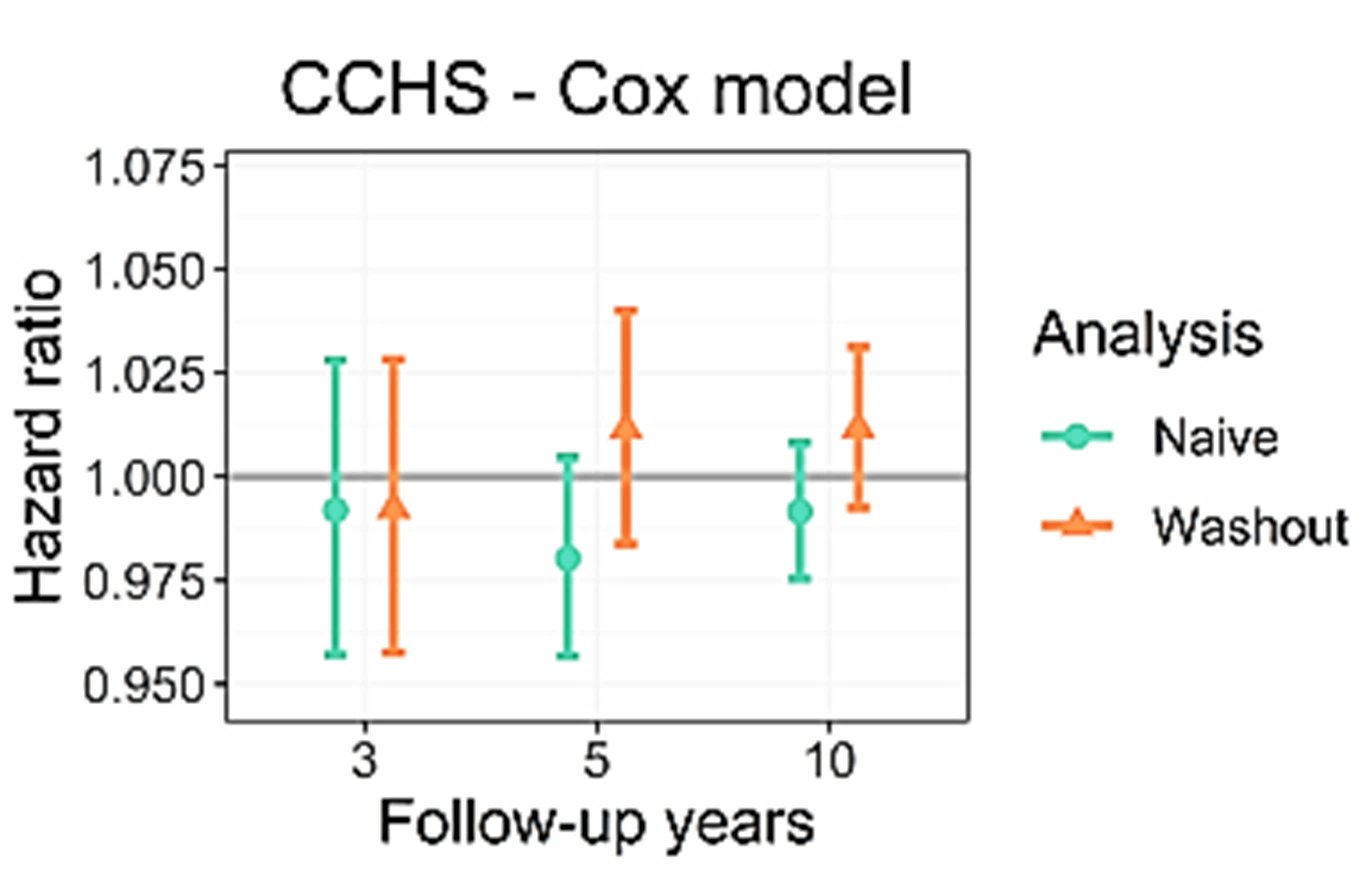 CCHS - Cox model
1.075
1.050
1.025
1.000
0.975
0.950
Hazard ratio
3 5 10
Follow-up years
Analysis
Naive
Washout